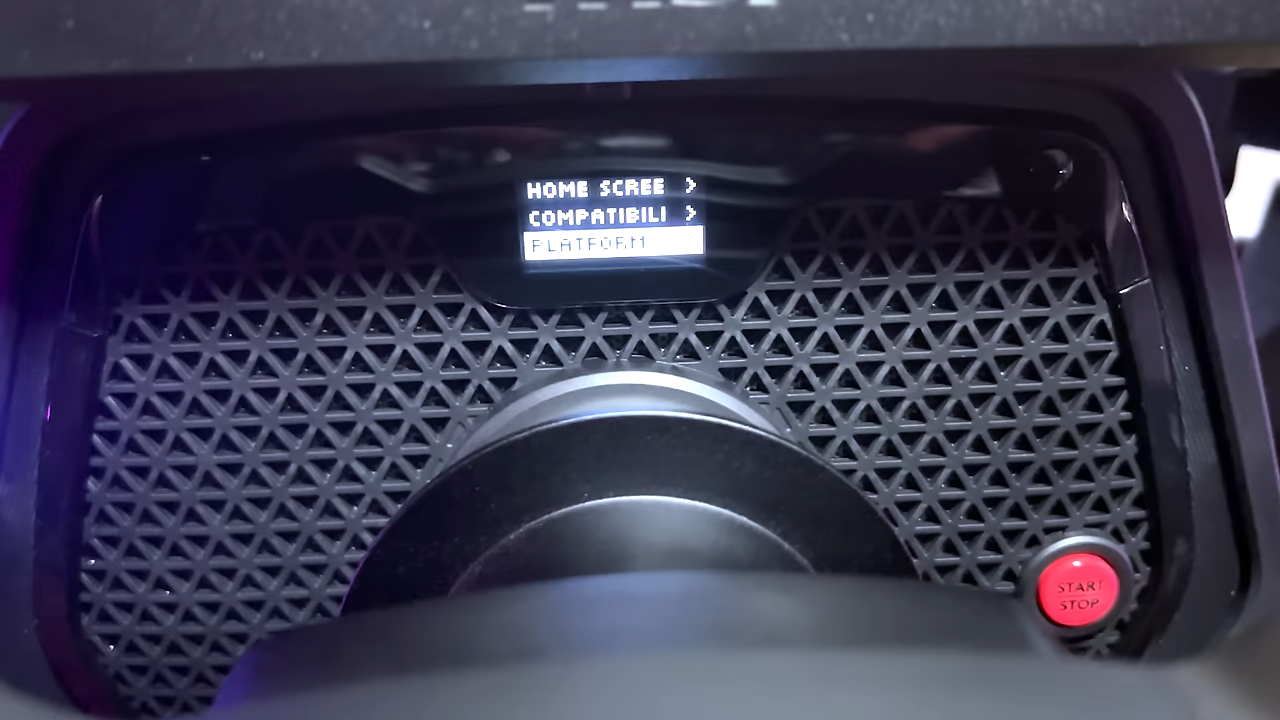 HOME SCREE >
COMPATIBILI >
PLATFORM
START
STOP